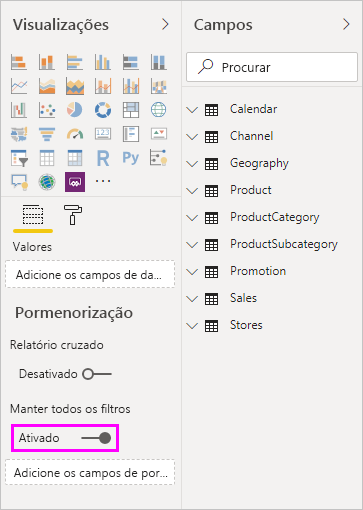 Visualizações
Campos
Procurar
Calendar
Channel
Geography
Product
ProductCategory
ProductSubcategory
Promotion
Sales
Stores
123
R
Py
Valores
Adicione os campos de da...
Pormenorização
Relatório cruzado
Desativado
Manter todos os filtros
Ativado
Adicione os campos de por...